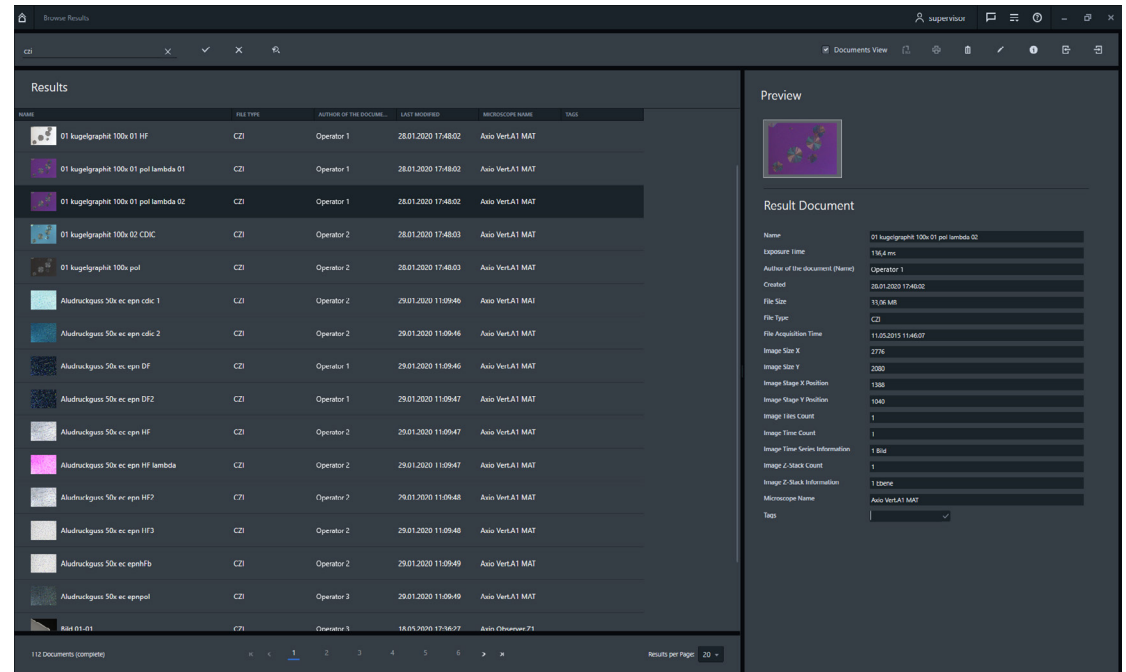 Browse Results
supervisor
czi
Documents View
Results
NAME FILE TYPE AUTHOR OF THE DOCUME... LAST MODIFIED MICROSCOPE NAME TAGS
01 kugelgraphit 100x 01 HF CZI Operator 1 28.01.2020 17:48:02 Axio Vert.A1 MAT
01 kugelgraphit 100x 01 pol lambda 01 CZI Operator 1 28.01.2020 17:48:02 Axio Vert.A1 MAT
01 kugelgraphit 100x 01 pol lambda 02 CZI Operator 1 28.01.2020 17:48:02 Axio Vert.A1 MAT
01 kugelgraphit 100x 02 CDIC CZI Operator 2 28.01.2020 17:48:03 Axio Vert.A1 MAT
01 kugelgraphit 100x pol CZI Operator 2 28.01.2020 17:48:03 Axio Vert.A1 MAT
Aludruckguss 50x ec epn cdic 1 CZI Operator 2 29.01.2020 11:09:46 Axio Vert.A1 MAT
Aludruckguss 50x ec epn cdic 2 CZI Operator 2 29.01.2020 11:09:46 Axio Vert.A1 MAT
Aludruckguss 50x ec epn DF CZI Operator 1 29.01.2020 11:09:46 Axio Vert.A1 MAT
Aludruckguss 50x ec epn DF2 CZI Operator 1 29.01.2020 11:09:47 Axio Vert.A1 MAT
Aludruckguss 50x ec epn HF CZI Operator 2 29.01.2020 11:09:47 Axio Vert.A1 MAT
Aludruckguss 50x ec epn HF lambda CZI Operator 2 29.01.2020 11:09:47 Axio Vert.A1 MAT
Aludruckguss 50x ec epn HF2 CZI Operator 2 29.01.2020 11:09:48 Axio Vert.A1 MAT
Aludruckguss 50x ec epn HF3 CZI Operator 2 29.01.2020 11:09:48 Axio Vert.A1 MAT
Aludruckguss 50x ec epnhFb CZI Operator 2 29.01.2020 11:09:49 Axio Vert.A1 MAT
Aludruckguss 50x ec epnpol CZI Operator 3 29.01.2020 11:09:49 Axio Vert.A1 MAT
Bild 01-01 CZI Operator 3 18.05.2020 17:36:27 Axio Observer.Z1
112 Documents (complete)
1 2 3 4 5 6
Results per Page: 20
Preview
Result Document
Name 01 kugelgraphit 100x 01 pol lambda 02
Exposure Time 136,4 ms
Author of the document (Name) Operator 1
Created 28.01.2020 17:48:02
File Size 33,06 MB
File Type CZI
File Acquisition Time 11.05.2015 11:46:07
Image Size X 2776
Image Size Y 2080
Image Stage X Position 1388
Image Stage Y Position 1040
Image Tiles Count 1
Image Time Count 1
Image Time Series Information 1 Bild
Image Z-Stack Count 1
Image Z-Stack Information 1 Ebene
Microscope Name Axio Vert.A1 MAT
Tags